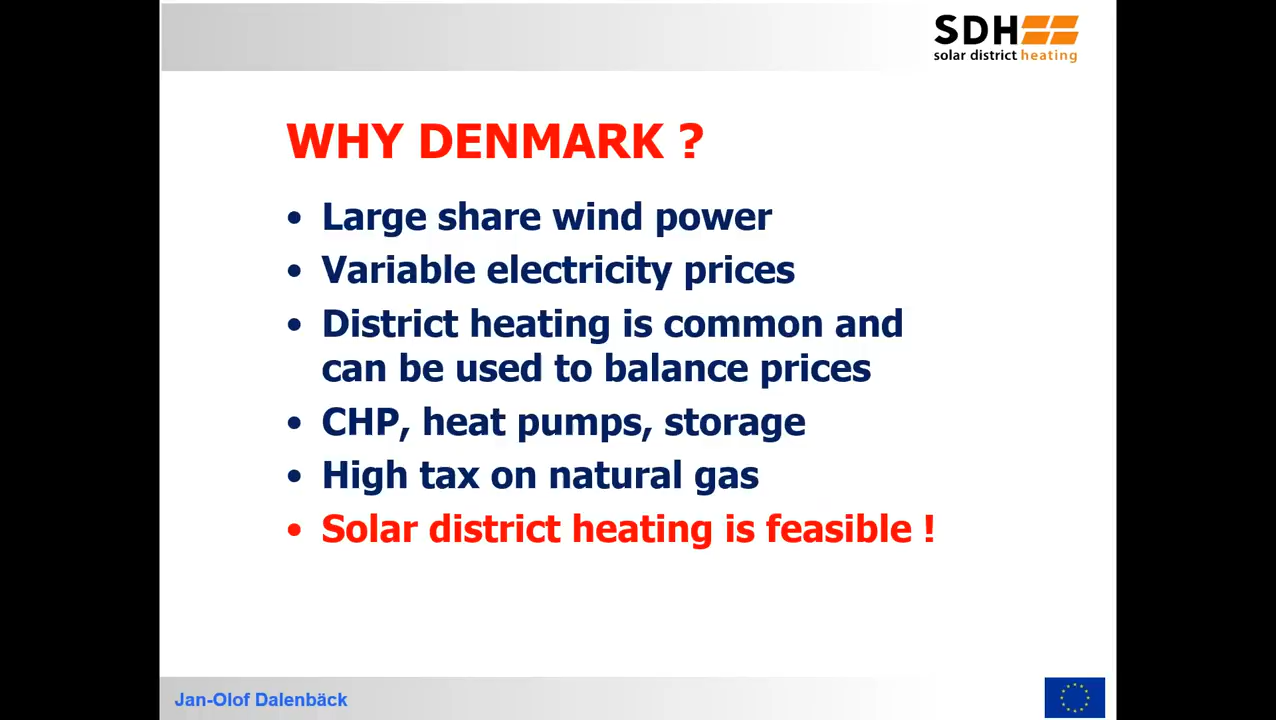 SDH
solar district heating
WHY DENMARK ?
• Large share wind power
• Variable electricity prices
• District heating is common and
can be used to balance prices
• CHP, heat pumps, storage
• High tax on natural gas
• Solar district heating is feasible !
Jan-Olof Dalenbäck